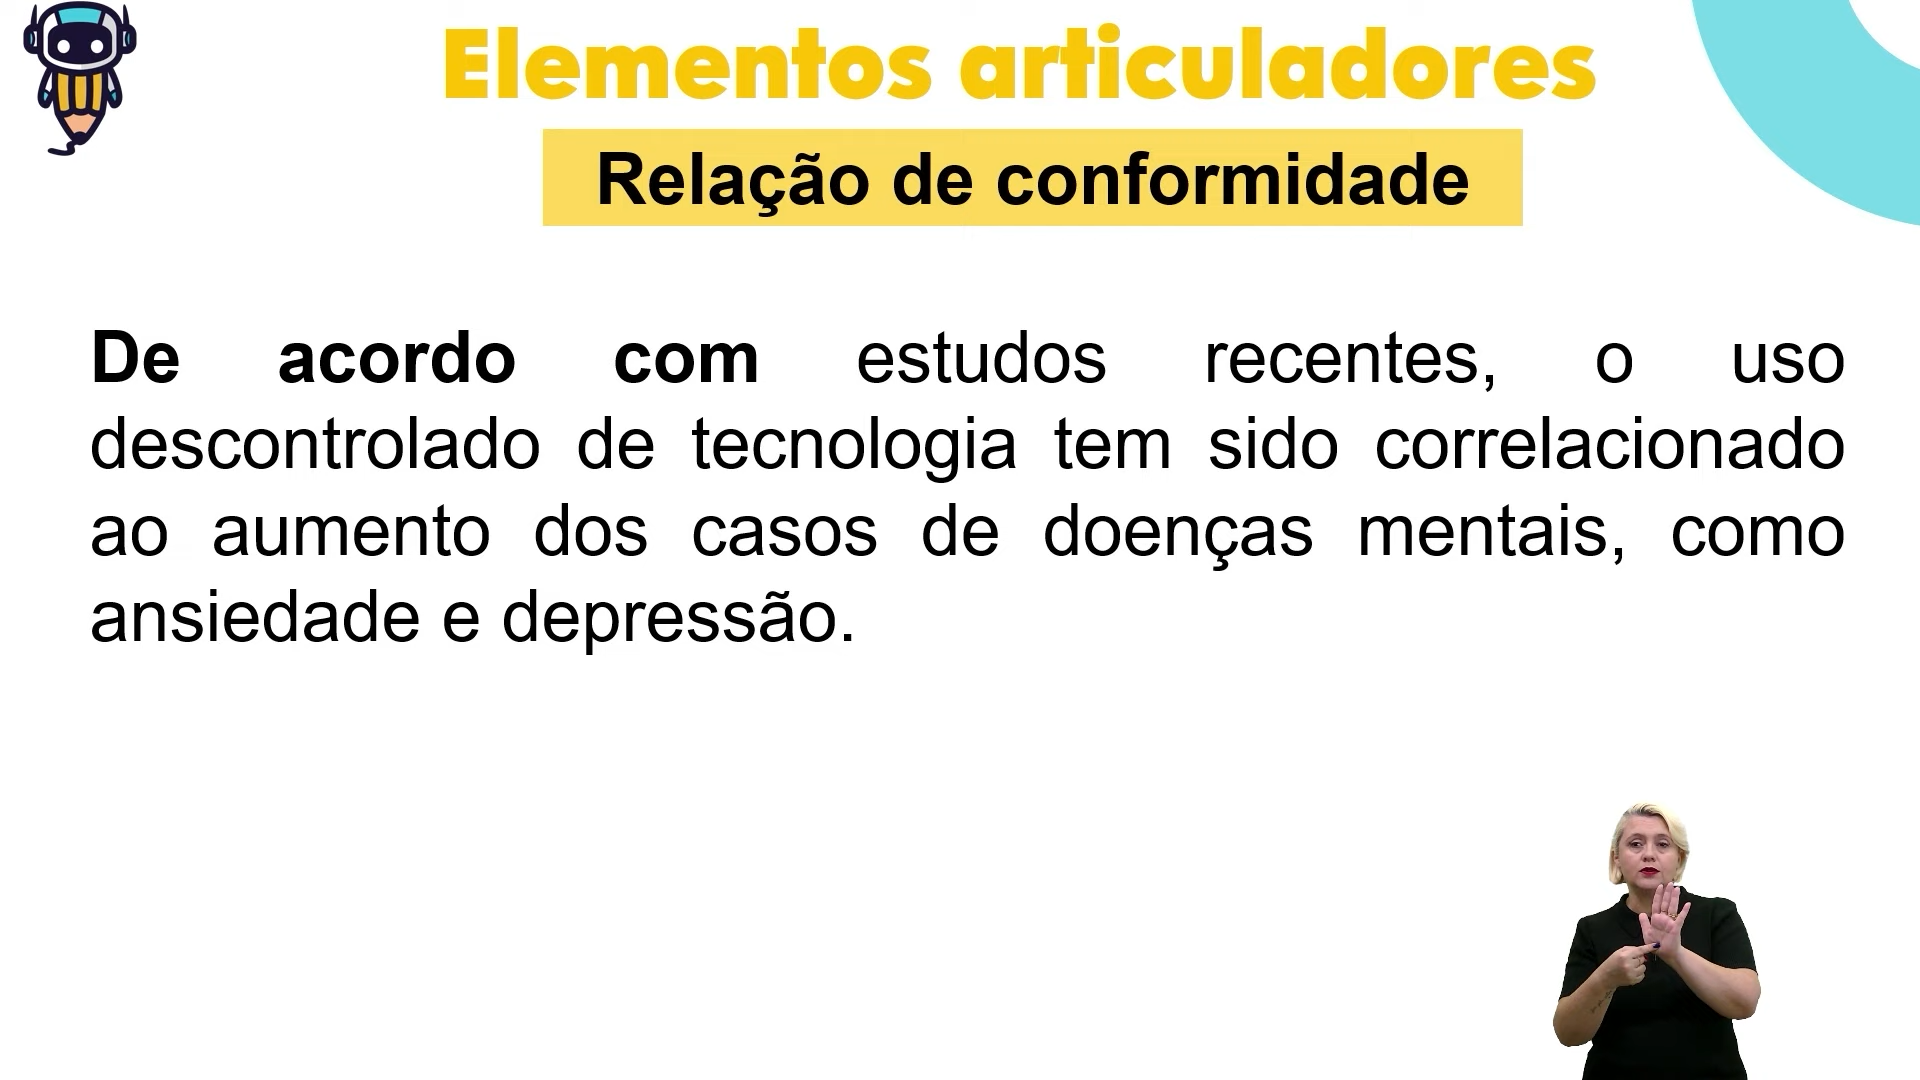 Elementos articuladores
Relação de conformidade
De acordo com estudos recentes, o uso
descontrolado de tecnologia tem sido correlacionado
ao aumento dos casos de doenças mentais, como
ansiedade e depressão.